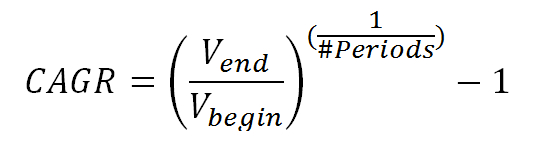 CAGR = (V_end / V_begin)^(1 / #Periods) − 1